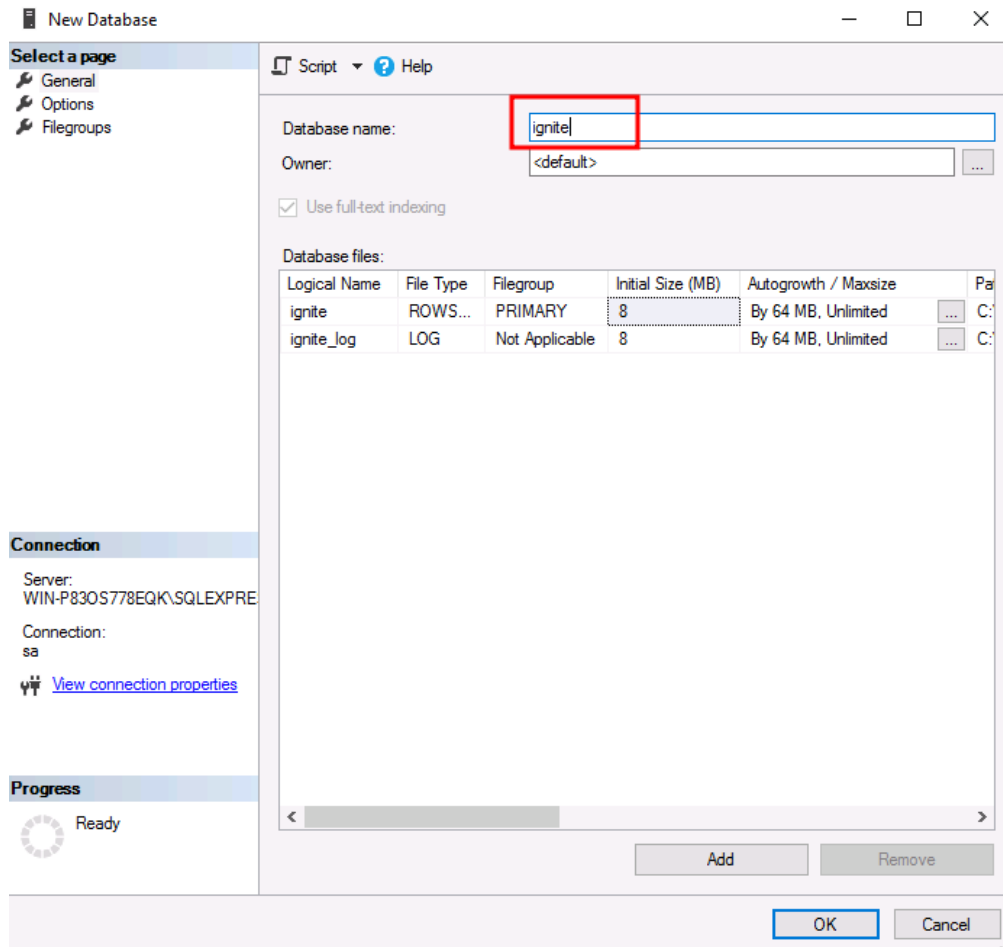 New Database
Select a page
General
Options
Filegroups
Script
Help
Database name:
ignite
Owner:
<default>
...
Use full-text indexing
Database files:
Logical Name File Type Filegroup Initial Size (MB) Autogrowth / Maxsize Pa
ignite ROWS... PRIMARY 8 By 64 MB, Unlimited ... C:\
ignite_log LOG Not Applicable 8 By 64 MB, Unlimited ... C:\
Connection
Server:
WIN-P83OS778EQK\SQLEXPRE
Connection:
sa
View connection properties
Progress
Ready
Add
Remove
OK
Cancel